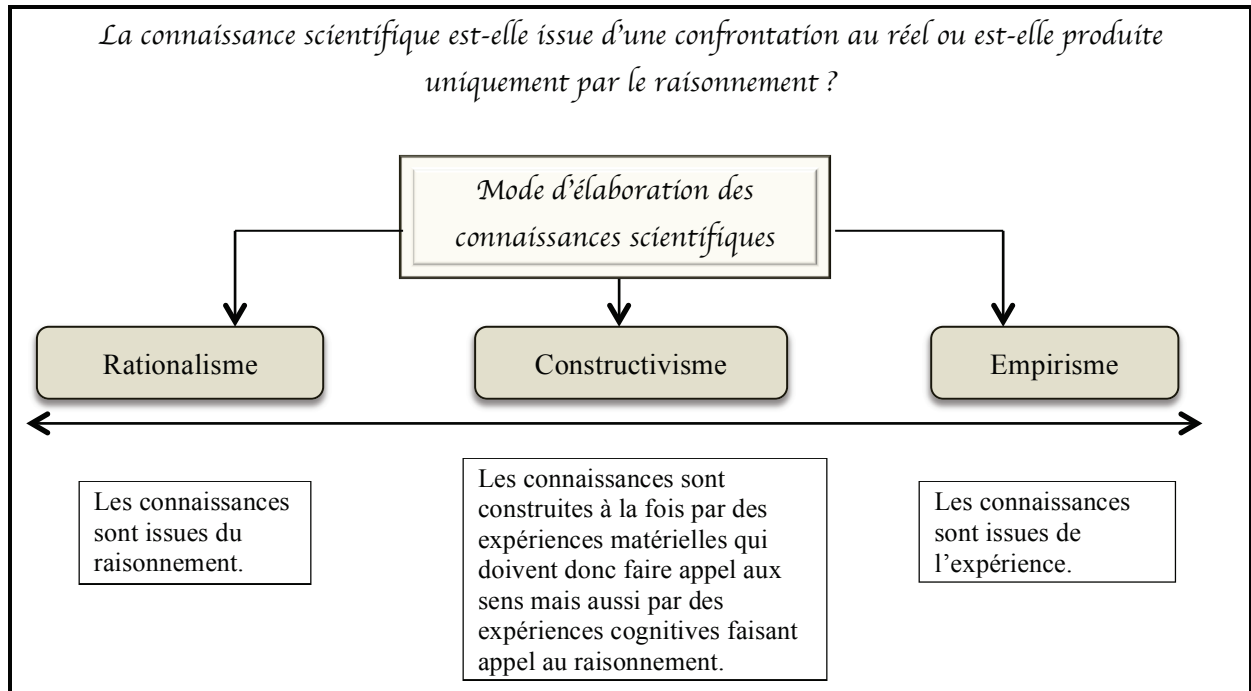 La connaissance scientifique est-elle issue d'une confrontation au réel ou est-elle produite
uniquement par le raisonnement ?
Mode d'élaboration des
connaissances scientifiques
Rationalisme
Constructivisme
Empirisme
Les connaissances
sont issues du
raisonnement.
Les connaissances sont
construites à la fois par des
expériences matérielles qui
doivent donc faire appel aux
sens mais aussi par des
expériences cognitives faisant
appel au raisonnement.
Les connaissances
sont issues de
l'expérience.